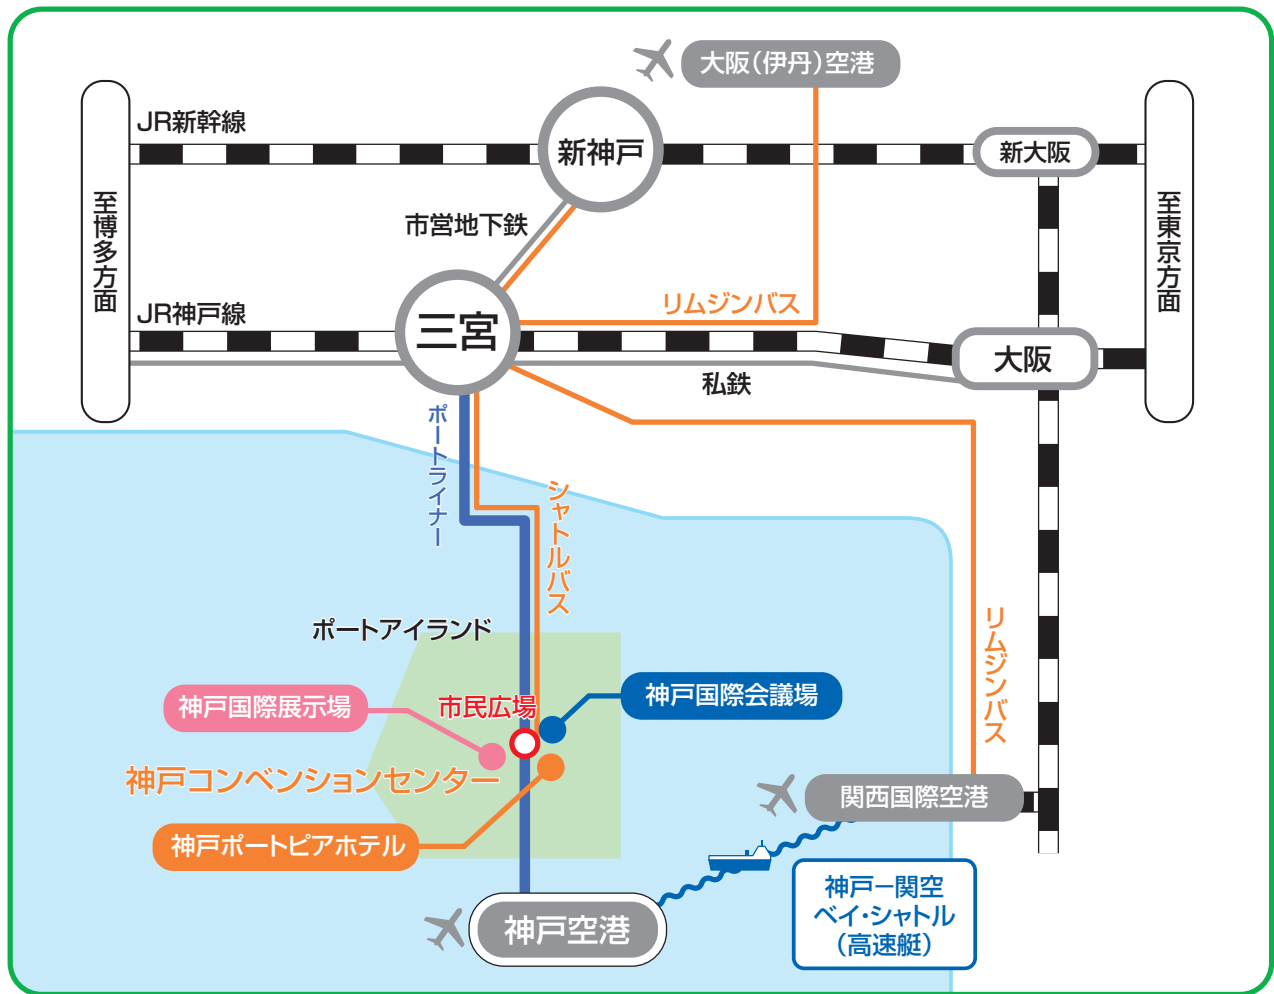 大阪（伊丹）空港
JR新幹線
新神戸
新大阪
至博多方面
至東京方面
市営地下鉄
JR神戸線
三宮
リムジンバス
大阪
私鉄
ポートライナー
シャトルバス
リムジンバス
ポートアイランド
神戸国際展示場
市民広場
神戸国際会議場
神戸コンベンションセンター
関西国際空港
神戸ポートピアホテル
神戸ー関空
ベイ・シャトル
（高速艇）
神戸空港